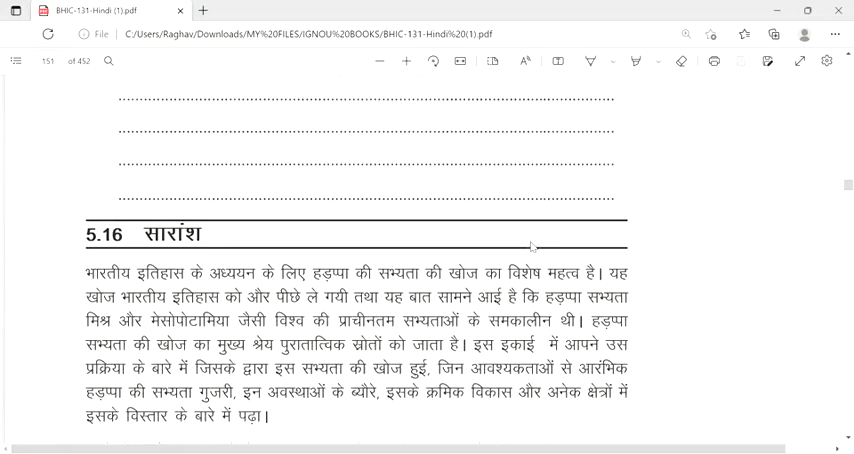 BHIC-131-Hindi (1).pdf
File C:/Users/Raghav/Downloads/MY%20FILES/IGNOU%20BOOKS/BHIC-131-Hindi%20(1).pdf
151 of 452
..........................................................................................
..........................................................................................
..........................................................................................
..........................................................................................
5.16 सारांश
भारतीय इतिहास के अध्ययन के लिए हड़प्पा की सभ्यता की खोज का विशेष महत्व है। यह
खोज भारतीय इतिहास को और पीछे ले गयी तथा यह बात सामने आई है कि हड़प्पा सभ्यता
मिश्र और मेसोपोटामिया जैसी विश्व की प्राचीनतम सभ्यताओं के समकालीन थी। हड़प्पा
सभ्यता की खोज का मुख्य श्रेय पुरातात्विक स्रोतों को जाता है। इस इकाई में आपने उस
प्रक्रिया के बारे में जिसके द्वारा इस सभ्यता की खोज हुई, जिन आवश्यकताओं से आरंभिक
हड़प्पा की सभ्यता गुजरी, इन अवस्थाओं के ब्यौरे, इसके क्रमिक विकास और अनेक क्षेत्रों में
इसके विस्तार के बारे में पढ़ा।